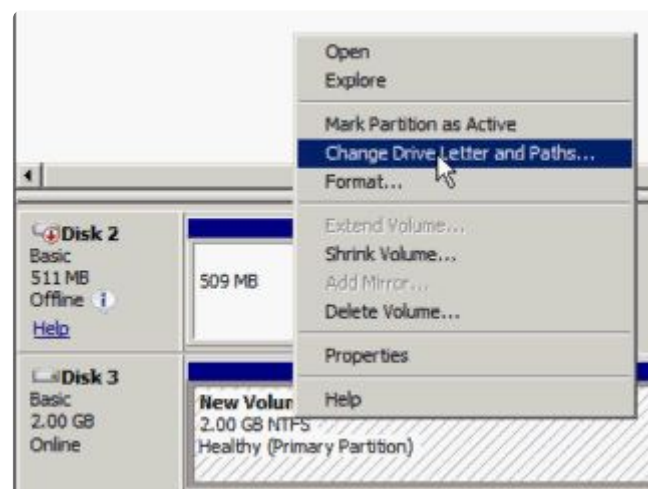 Open
Explore
Mark Partition as Active
Change Drive Letter and Paths...
Format...
Extend Volume...
Shrink Volume...
Add Mirror...
Delete Volume...
Properties
Help
Disk 2
Basic
511 MB
Offline
Help
509 MB
Disk 3
Basic
2.00 GB
Online
New Volum
2.00 GB NTFS
Healthy (Primary Partition)